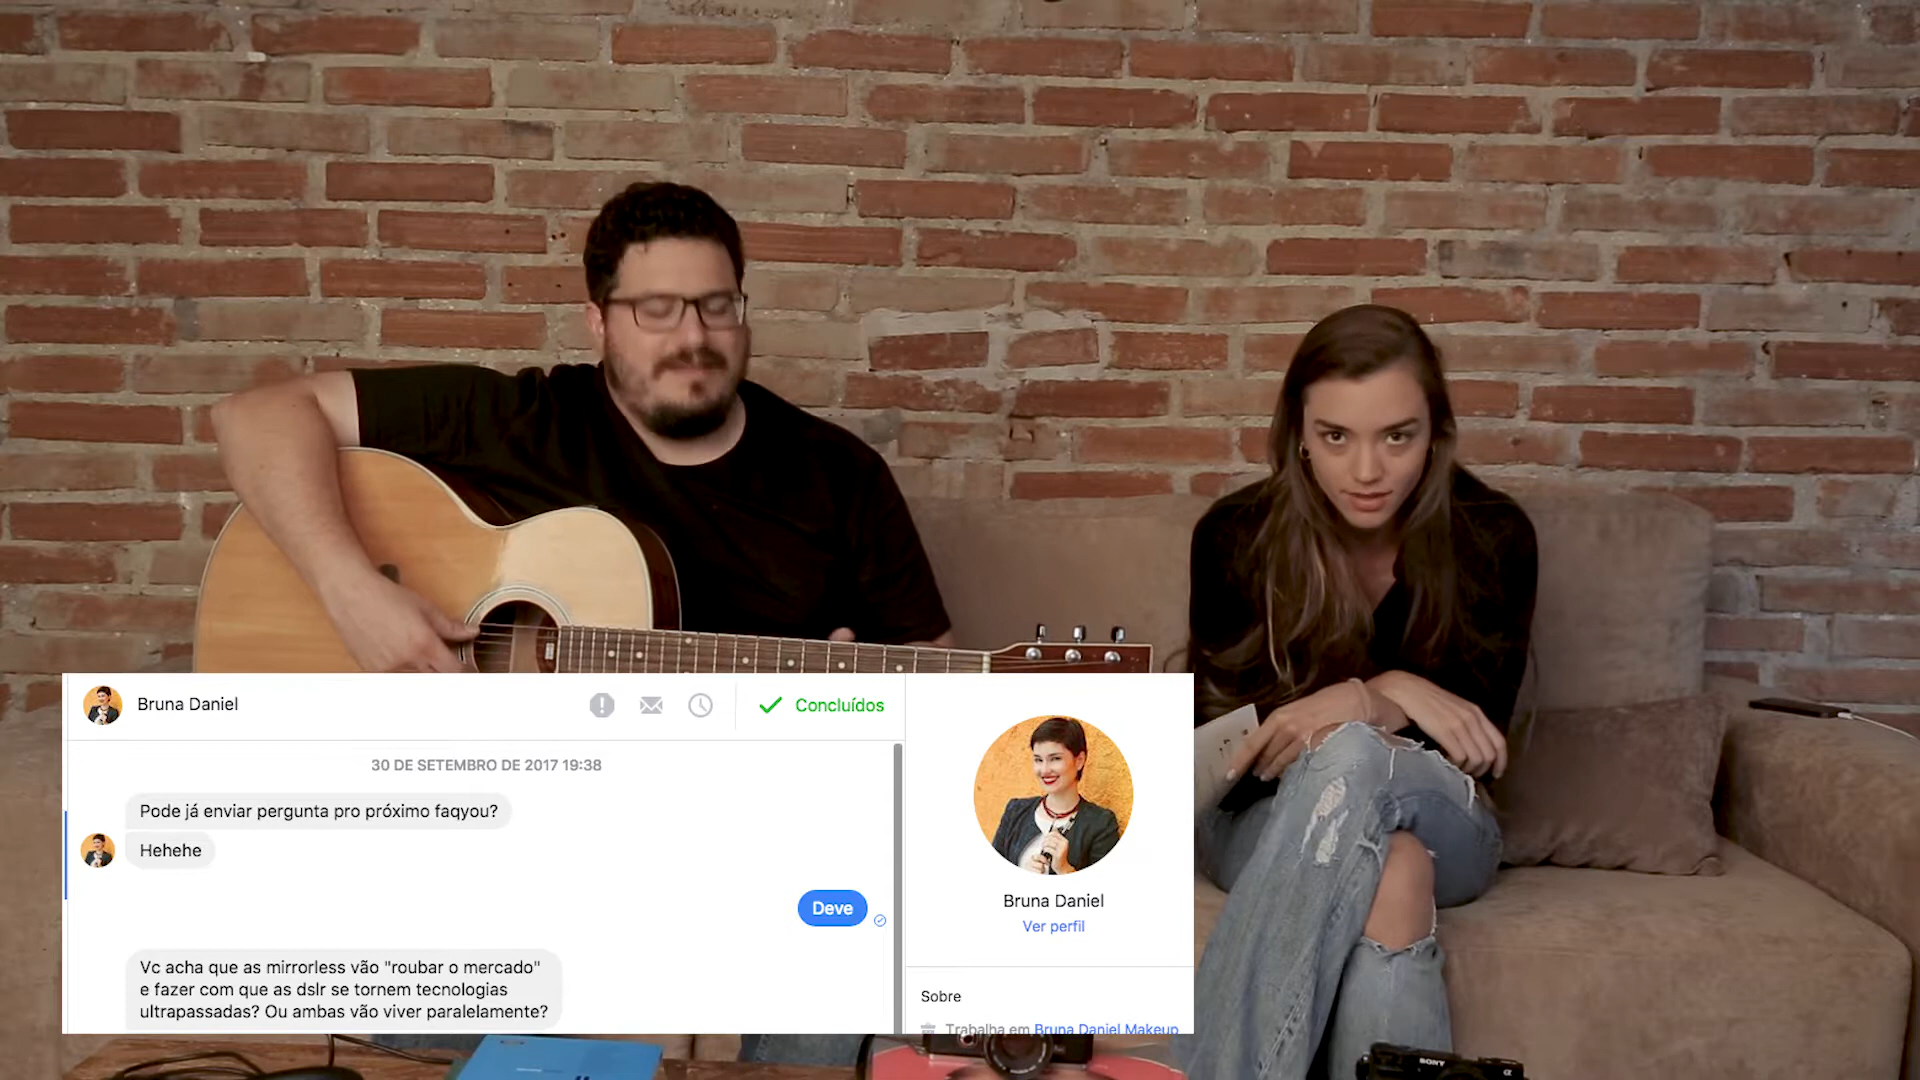 Bruna Daniel
Concluídos
30 DE SETEMBRO DE 2017 19:38
Pode já enviar pergunta pro próximo faqyou?
Hehehe
Deve
Vc acha que as mirrorless vão "roubar o mercado"
e fazer com que as dslr se tornem tecnologias
ultrapassadas? Ou ambas vão viver paralelamente?
Bruna Daniel
Ver perfil
Sobre
Trabalha em Bruna Daniel Makeup
SONY
α